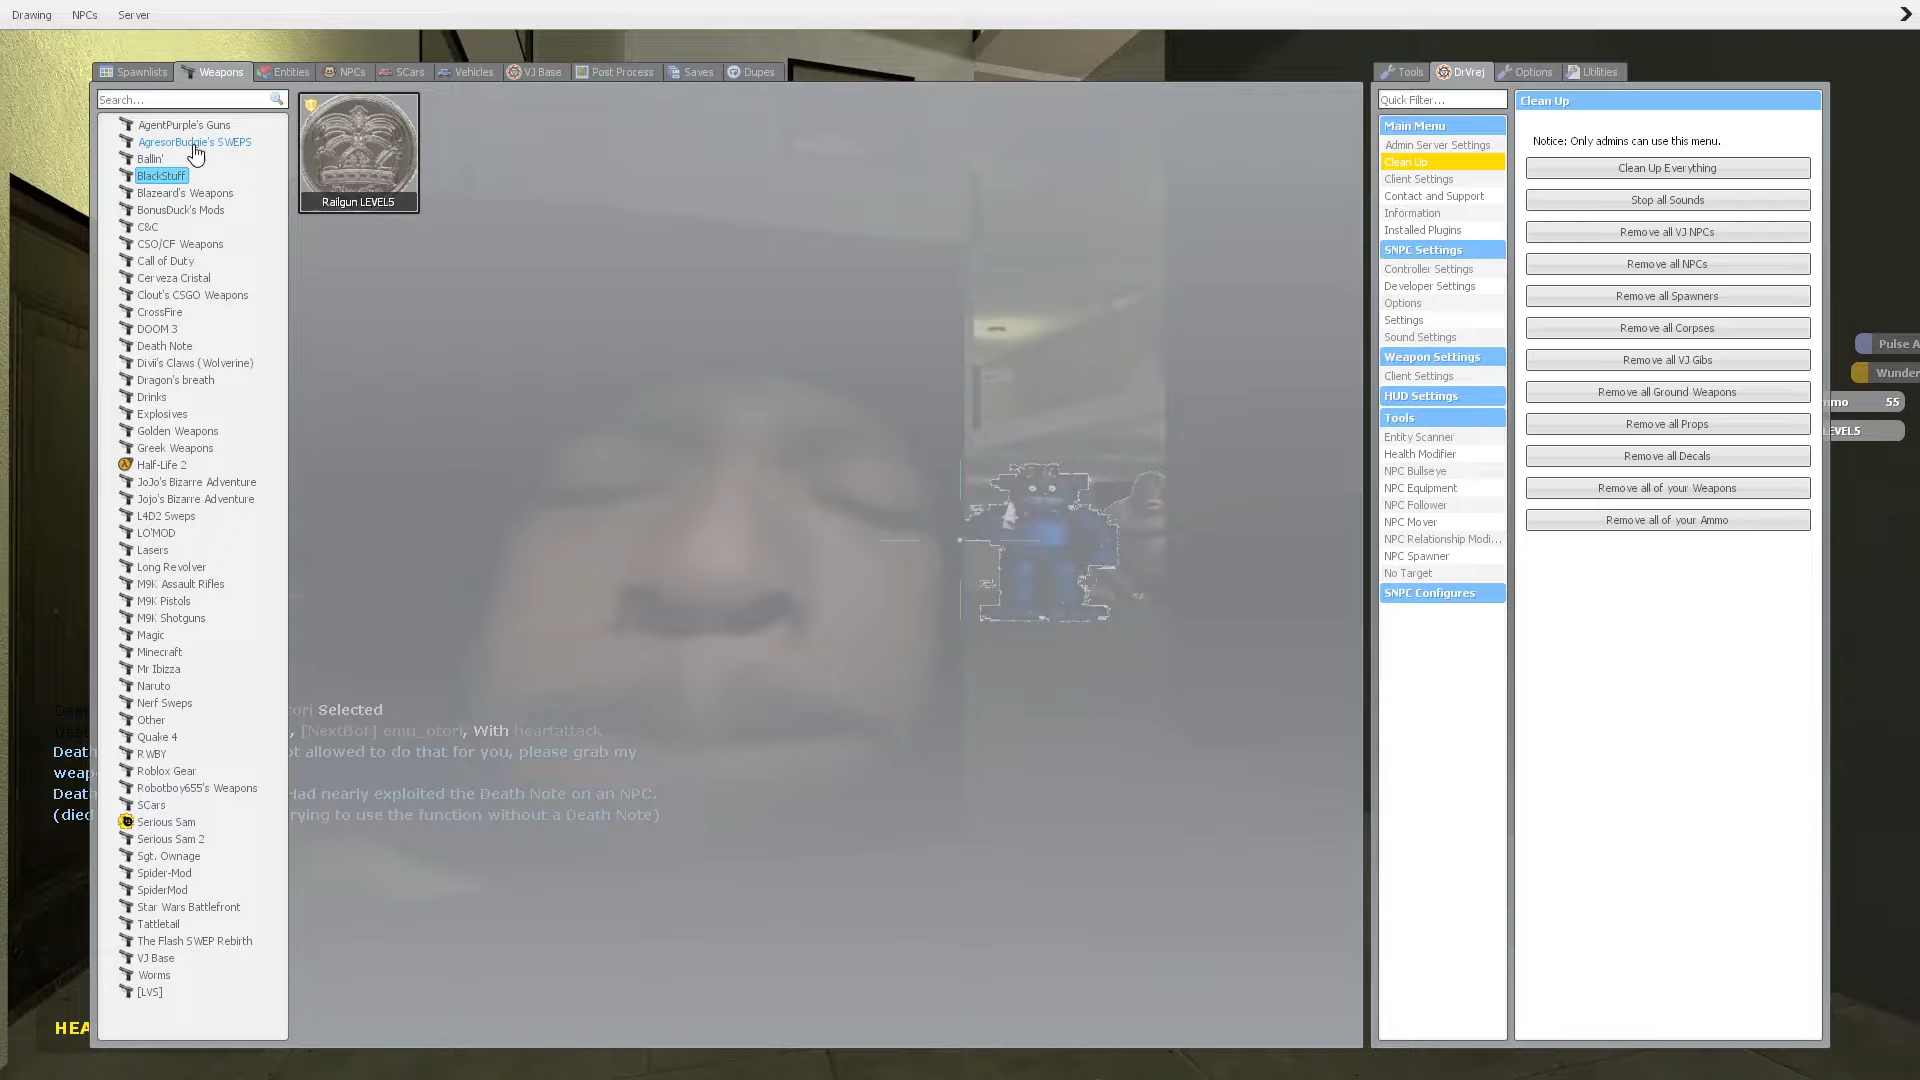 Drawing NPCs Server
Spawnlists Weapons Entities NPCs SCars Vehicles VJ Base Post Process Saves Dupes
Search...
AgentPurple's Guns
AgresorBudgie's SWEPS
Ballin'
BlackStuff
Blazeard's Weapons
BonusDuck's Mods
C&C
CSO/CF Weapons
Call of Duty
Cerveza Cristal
Clout's CSGO Weapons
CrossFire
DOOM 3
Death Note
Divii's Claws (Wolverine)
Dragon's breath
Drinks
Explosives
Golden Weapons
Greek Weapons
Half-Life 2
JoJo's Bizarre Adventure
Jojo's Bizarre Adventure
L4D2 Sweps
LO'MOD
Lasers
Long Revolver
M9K Assault Rifles
M9K Pistols
M9K Shotguns
Magic
Minecraft
Mr Ibizza
Naruto
Nerf Sweps
Other
Quake 4
RWBY
Roblox Gear
Robotboy655's Weapons
SCars
Serious Sam
Serious Sam 2
Sgt. Ownage
Spider-Mod
SpiderMod
Star Wars Battlefront
Tattletail
The Flash SWEP Rebirth
VJ Base
Worms
[LVS]
Railgun LEVEL5
Selected
, [NextBot] emu_otori, With heartattack
Death ot allowed to do that for you, please grab my
weap
Death Had nearly exploited the Death Note on an NPC.
(died rying to use the function without a Death Note)
HEA
Tools DrVrej Options Utilities
Quick Filter...
Main Menu
Admin Server Settings
Clean Up
Client Settings
Contact and Support
Information
Installed Plugins
SNPC Settings
Controller Settings
Developer Settings
Options
Settings
Sound Settings
Weapon Settings
Client Settings
HUD Settings
Tools
Entity Scanner
Health Modifier
NPC Bullseye
NPC Equipment
NPC Follower
NPC Mover
NPC Relationship Modi...
NPC Spawner
No Target
SNPC Configures
Clean Up
Notice: Only admins can use this menu.
Clean Up Everything
Stop all Sounds
Remove all VJ NPCs
Remove all NPCs
Remove all Spawners
Remove all Corpses
Remove all VJ Gibs
Remove all Ground Weapons
Remove all Props
Remove all Decals
Remove all of your Weapons
Remove all of your Ammo
Pulse A
Wunder
mmo 55
LEVEL5